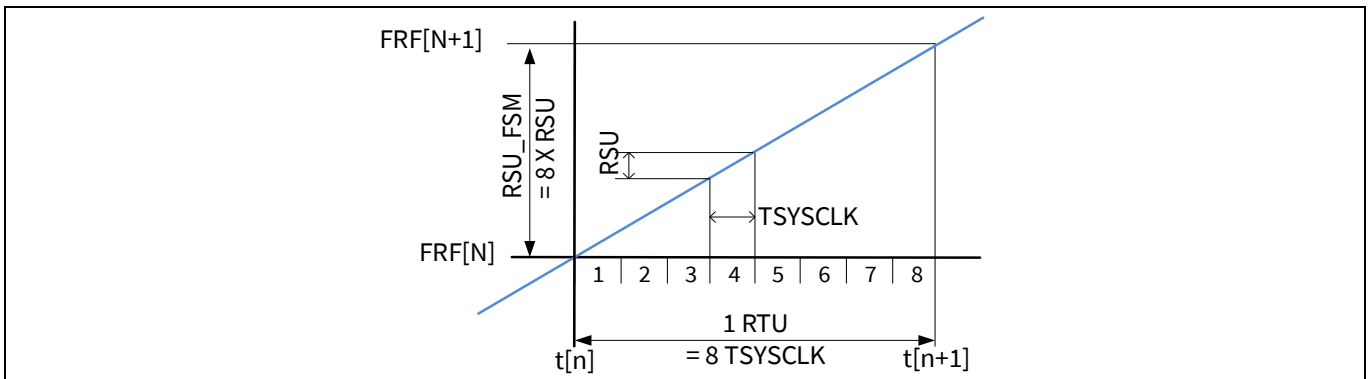 FRF[N+1]
RSU_FSM
= 8 X RSU
RSU
TSYSCLK
FRF[N]
1 2 3 4 5 6 7 8
1 RTU
= 8 TSYSCLK
t[n]
t[n+1]